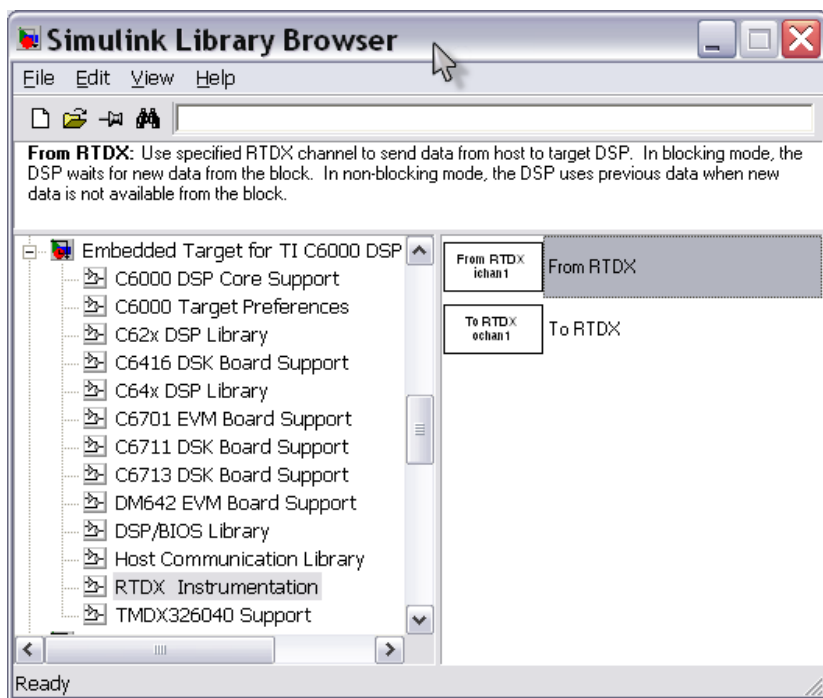 Simulink Library Browser
File Edit View Help
From RTDX: Use specified RTDX channel to send data from host to target DSP. In blocking mode, the
DSP waits for new data from the block. In non-blocking mode, the DSP uses previous data when new
data is not available from the block.
Embedded Target for TI C6000 DSP
C6000 DSP Core Support
C6000 Target Preferences
C62x DSP Library
C6416 DSK Board Support
C64x DSP Library
C6701 EVM Board Support
C6711 DSK Board Support
C6713 DSK Board Support
DM642 EVM Board Support
DSP/BIOS Library
Host Communication Library
RTDX Instrumentation
TMDX326040 Support
From RTDX
ichan1
From RTDX
To RTDX
ochan1
To RTDX
Ready